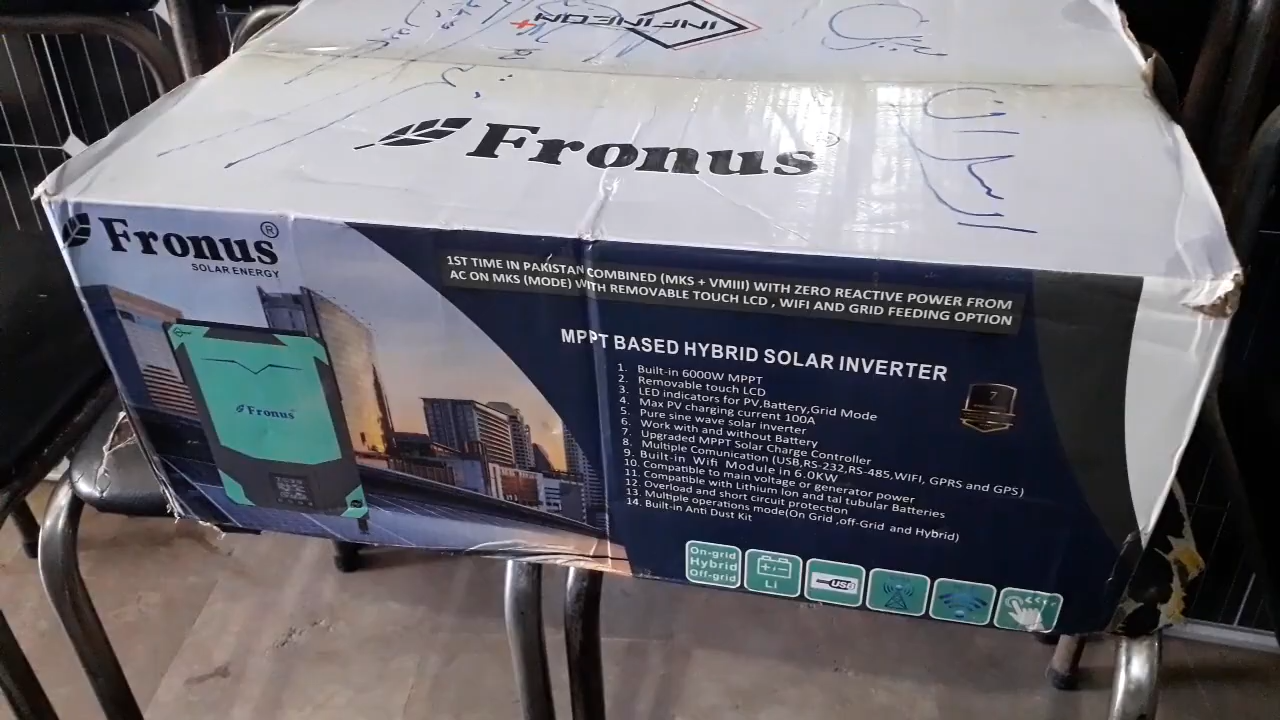 INFINEON 4+
Fronus
السلران
Fronus®
SOLAR ENERGY
1ST TIME IN PAKISTAN COMBINED (MKS + VMIII) WITH ZERO REACTIVE POWER FROM
AC ON MKS (MODE) WITH REMOVABLE TOUCH LCD , WIFI AND GRID FEEDING OPTION
MPPT BASED HYBRID SOLAR INVERTER
1. Built-in 6000W MPPT
2. Removable touch LCD
3. LED indicators for PV,Battery,Grid Mode
4. Max PV charging current 100A
5. Pure sine wave solar inverter
6. Work with and without Battery
7. Upgraded MPPT Solar Charge Controller
8. Multiple Comunication (USB,RS-232,RS-485,WIFI, GPRS and GPS)
9. Built-in Wifi Module in 6.0KW
10. Compatible to main voltage or generator power
11. Compatible with Lithium Ion and tal tubular Batteries
12. Overload and short circuit protection
13. Multiple operations mode(On Grid ,off-Grid and Hybrid)
14. Built-in Anti Dust Kit
7
Fronus
On-grid
Hybrid
Off-grid
Li
USB